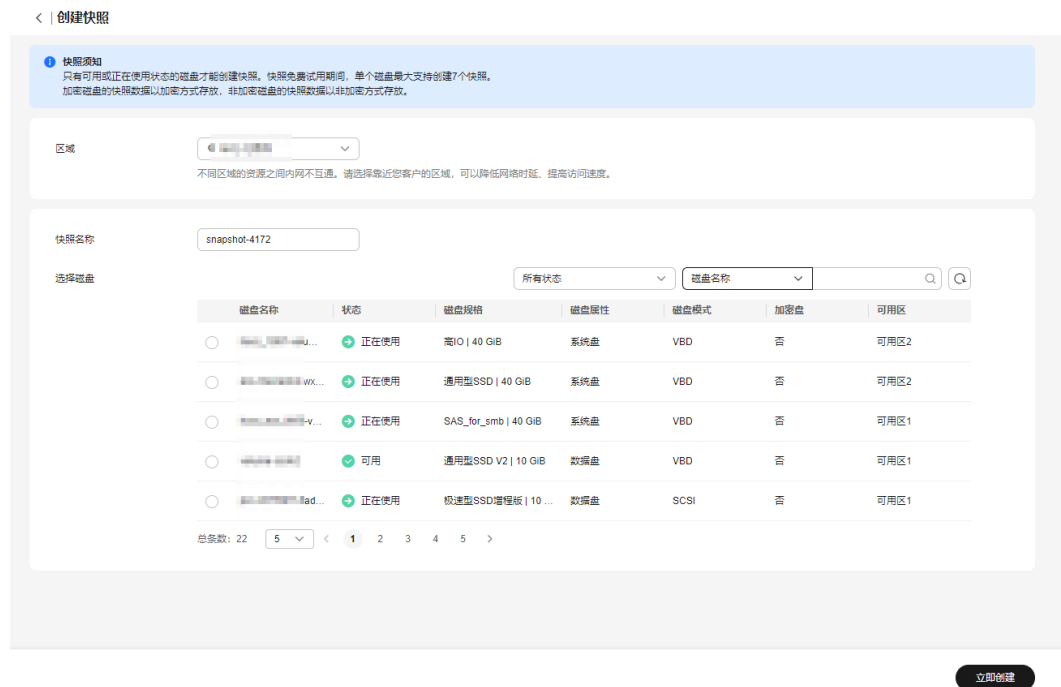 创建快照
快照须知
只有可用或正在使用状态的磁盘才能创建快照。快照免费试用期间，单个磁盘最大支持创建7个快照。
加密磁盘的快照数据以加密方式存放，非加密磁盘的快照数据以非加密方式存放。
区域
不同区域的资源之间内网不互通。请选择靠近您客户的区域，可以降低网络时延、提高访问速度。
快照名称 snapshot-4172
选择磁盘 所有状态 磁盘名称
磁盘名称 状态 磁盘规格 磁盘属性 磁盘模式 加密盘 可用区
u... 正在使用 高IO | 40 GiB 系统盘 VBD 否 可用区2
wx... 正在使用 通用型SSD | 40 GiB 系统盘 VBD 否 可用区2
-v... 正在使用 SAS_for_smb | 40 GiB 系统盘 VBD 否 可用区1
可用 通用型SSD V2 | 10 GiB 数据盘 VBD 否 可用区1
ad... 正在使用 极速型SSD增程版 | 10 ... 数据盘 SCSI 否 可用区1
总条数: 22 5 1 2 3 4 5
立即创建